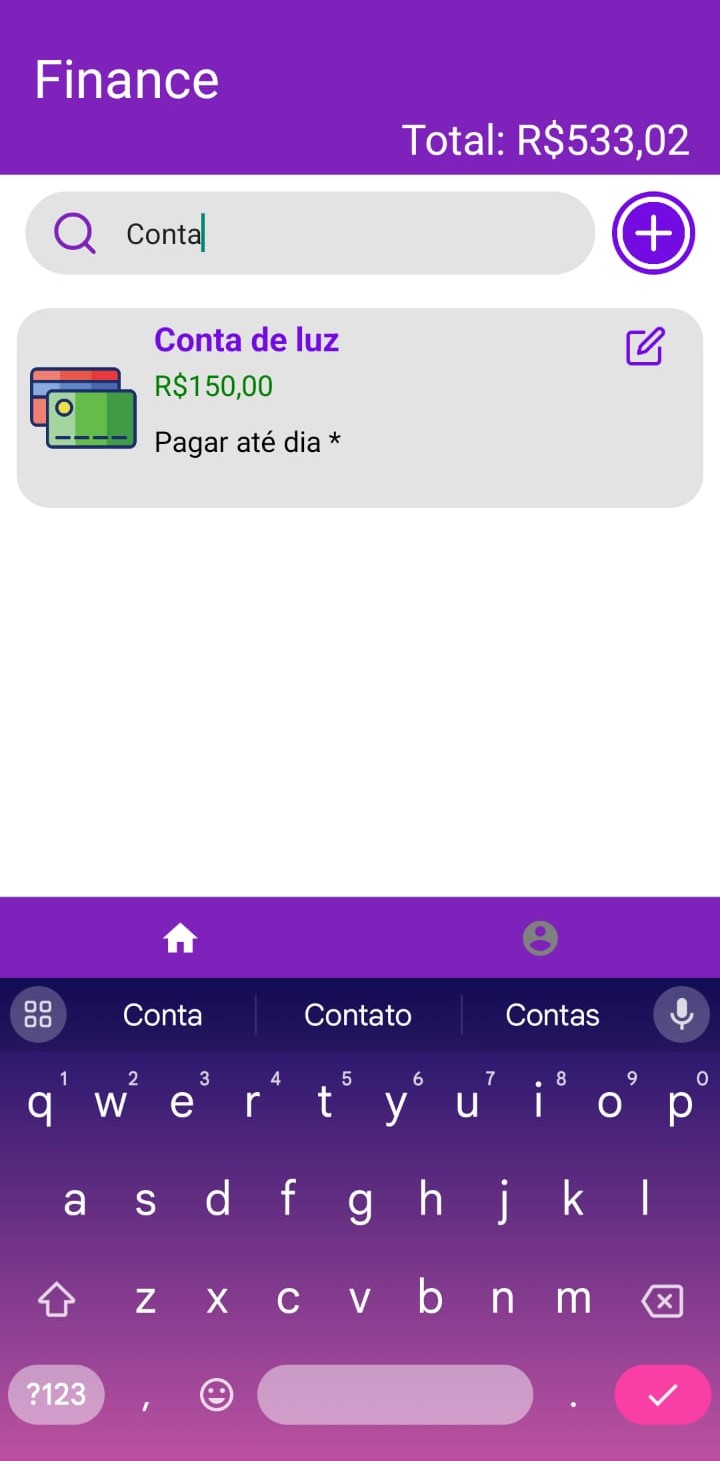 Finance
Total: R$533,02
Conta
Conta de luz
R$150,00
Pagar até dia *
Conta Contato Contas
1 2 3 4 5 6 7 8 9 0
q w e r t y u i o p
a s d f g h j k l
z x c v b n m
?123 , .